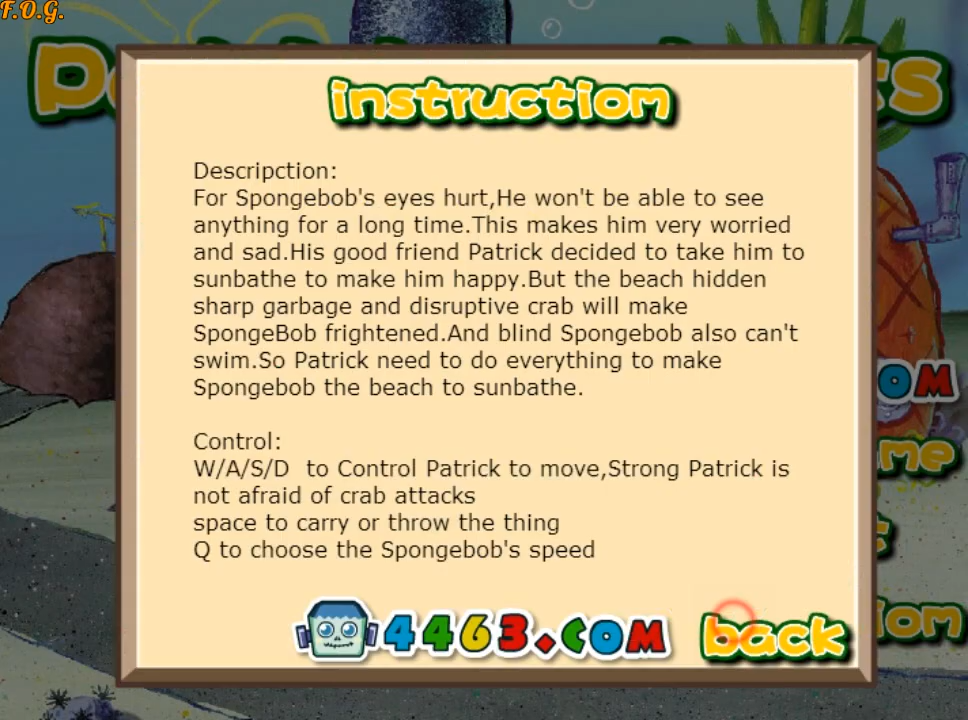 F.O.G.
instruction
Descripction:
For Spongebob's eyes hurt,He won't be able to see
anything for a long time.This makes him very worried
and sad.His good friend Patrick decided to take him to
sunbathe to make him happy.But the beach hidden
sharp garbage and disruptive crab will make
SpongeBob frightened.And blind Spongebob also can't
swim.So Patrick need to do everything to make
Spongebob the beach to sunbathe.
Control:
W/A/S/D  to Control Patrick to move,Strong Patrick is
not afraid of crab attacks
space to carry or throw the thing
Q to choose the Spongebob's speed
4463.COM
back